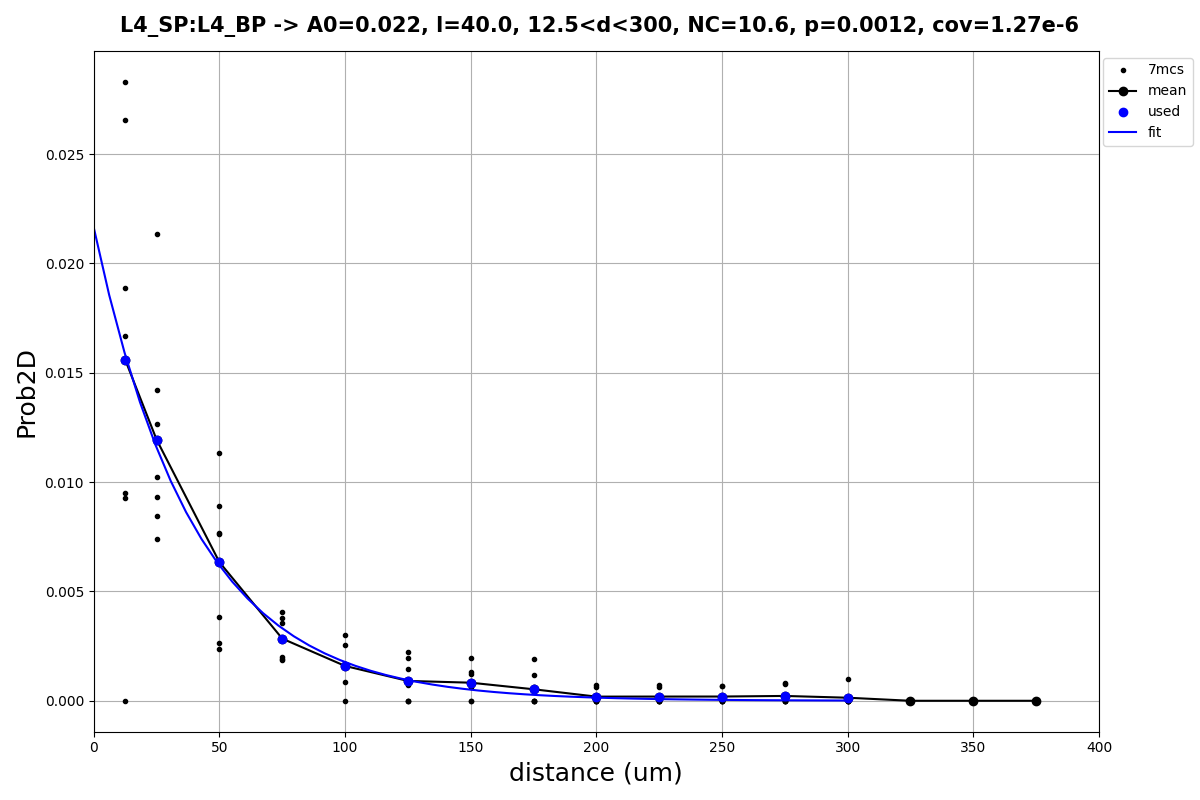 L4_SP:L4_BP -> A0=0.022, l=40.0, 12.5<d<300, NC=10.6, p=0.0012, cov=1.27e-6
7mcs
mean
used
fit
0.025
0.020
0.015
0.010
0.005
0.000
Prob2D
0 50 100 150 200 250 300 350 400
distance (um)